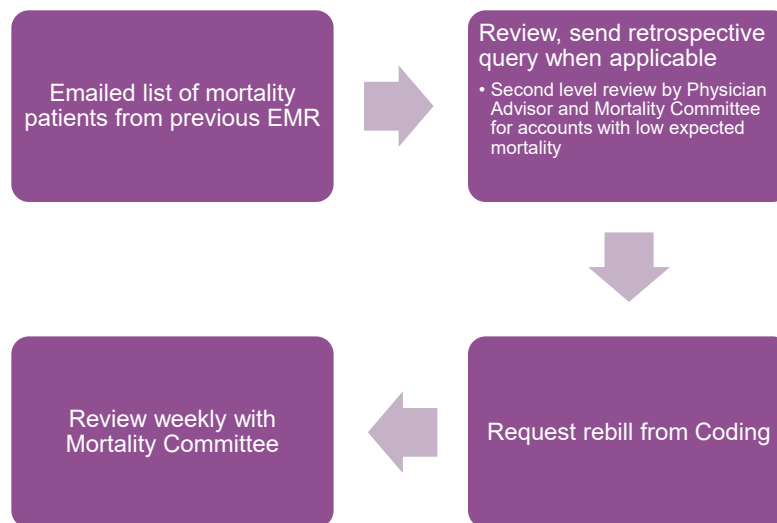 Emailed list of mortality
patients from previous EMR
Review, send retrospective
query when applicable
• Second level review by Physician
Advisor and Mortality Committee
for accounts with low expected
mortality
Request rebill from Coding
Review weekly with
Mortality Committee